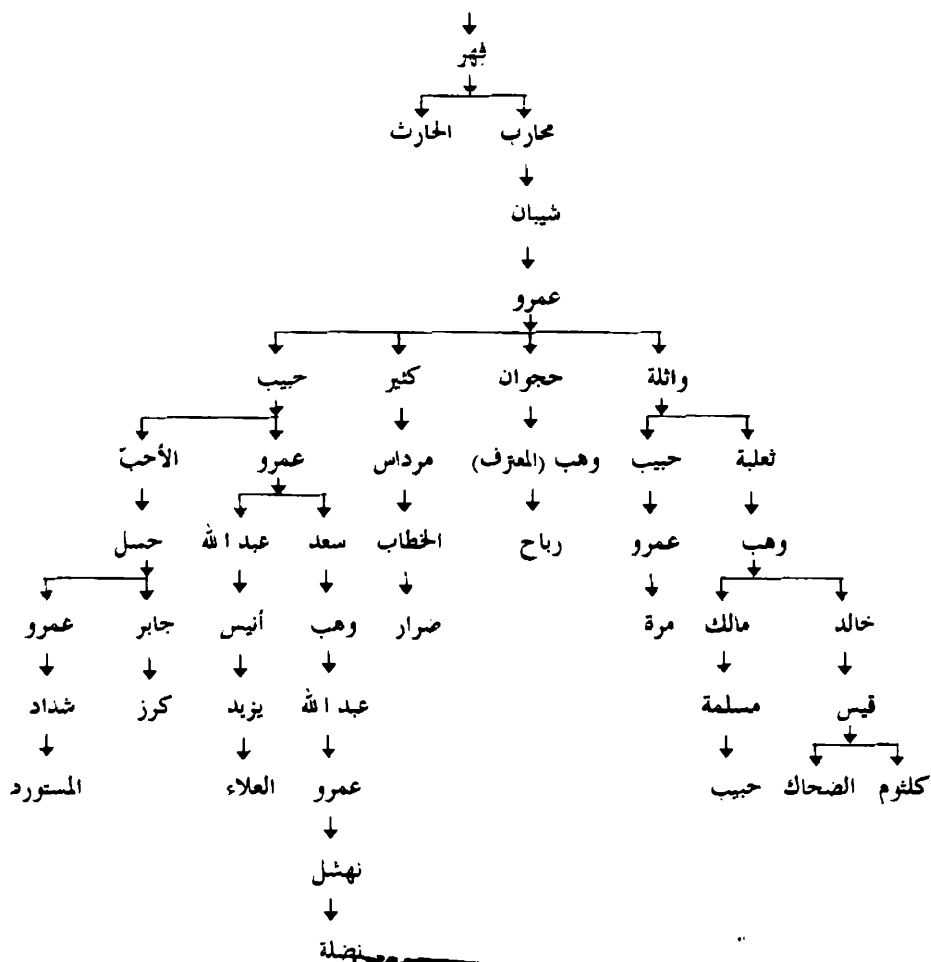 فهر
محارب الحارث
شيبان
عمرو
واثلة حجوان كثير حبيب
ثعلبة حبيب وهب (المعترف) مرداس عمرو الأحبّ
وهب عمرو رباح الخطاب سعد عبد الله حسل
خالد مالك مرة ضرار وهب أنيس جابر عمرو
قيس مسلمة عبد الله يزيد كرز شداد
كلثوم الضحاك حبيب عمرو العلاء المستورد
نهشل
نضلة